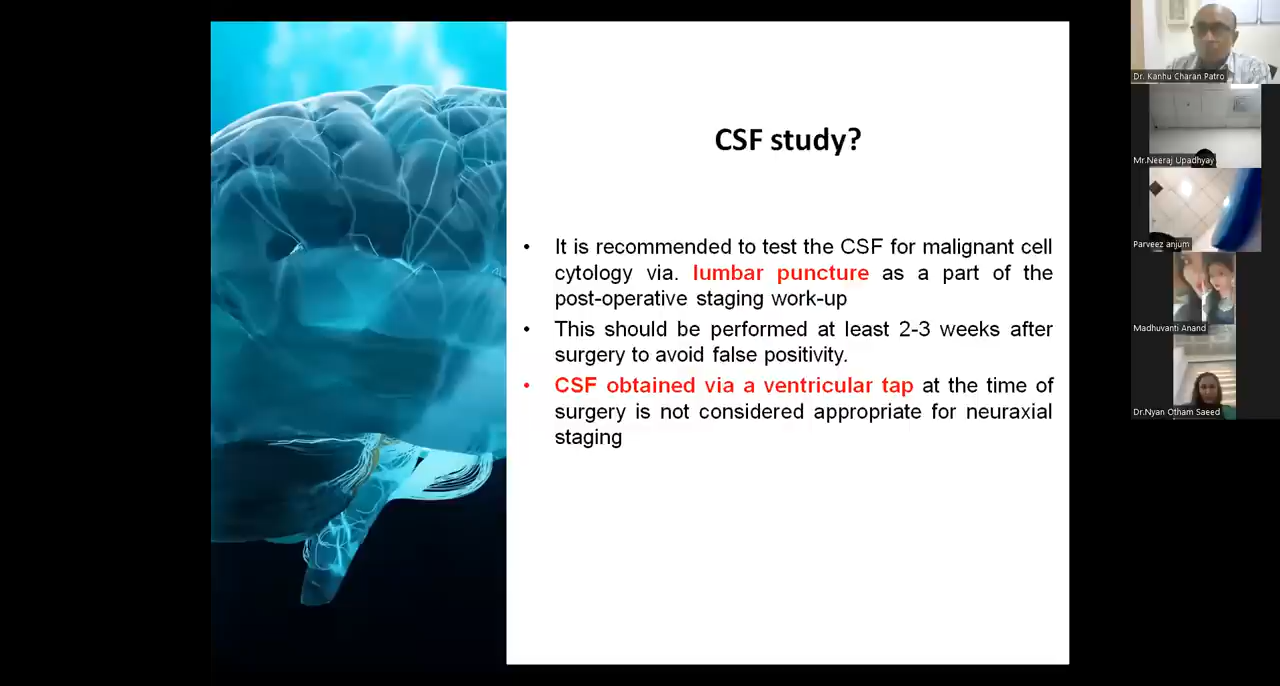 CSF study?
• It is recommended to test the CSF for malignant cell
cytology via. lumbar puncture as a part of the
post-operative staging work-up
• This should be performed at least 2-3 weeks after
surgery to avoid false positivity.
• CSF obtained via a ventricular tap at the time of
surgery is not considered appropriate for neuraxial
staging
Dr. Kanhu Charan Patro
Mr.Neeraj Upadhyay
Parveez anjum
Madhuvanti Anand
Dr.Nyan Otham Saeed